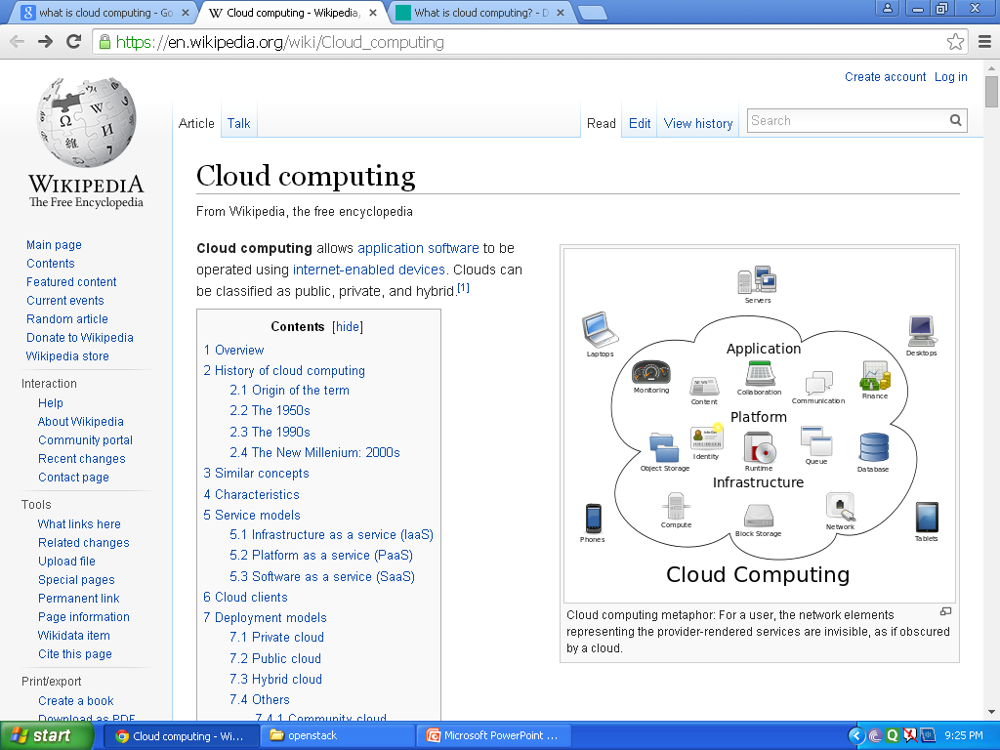 what is cloud computing - Go
Cloud computing - Wikipedia,
What is cloud computing? - D
https://en.wikipedia.org/wiki/Cloud_computing
Create account Log in
Article Talk
Read Edit View history
Search
WIKIPEDIA
The Free Encyclopedia
Main page
Contents
Featured content
Current events
Random article
Donate to Wikipedia
Wikipedia store
Interaction
Help
About Wikipedia
Community portal
Recent changes
Contact page
Tools
What links here
Related changes
Upload file
Special pages
Permanent link
Page information
Wikidata item
Cite this page
Print/export
Create a book
Download as PDF
Cloud computing
From Wikipedia, the free encyclopedia
Cloud computing allows application software to be
operated using internet-enabled devices. Clouds can
be classified as public, private, and hybrid.[1]
Contents [hide]
1 Overview
2 History of cloud computing
2.1 Origin of the term
2.2 The 1950s
2.3 The 1990s
2.4 The New Millenium: 2000s
3 Similar concepts
4 Characteristics
5 Service models
5.1 Infrastructure as a service (IaaS)
5.2 Platform as a service (PaaS)
5.3 Software as a service (SaaS)
6 Cloud clients
7 Deployment models
7.1 Private cloud
7.2 Public cloud
7.3 Hybrid cloud
7.4 Others
7.4.1 Community cloud
Servers
Laptops
Desktops
Application
Monitoring
Content
Collaboration
Communication
Finance
Platform
Object Storage
Identity
Runtime
Queue
Database
Infrastructure
Compute
Block Storage
Network
Phones
Tablets
Cloud Computing
Cloud computing metaphor: For a user, the network elements
representing the provider-rendered services are invisible, as if obscured
by a cloud.
start
Cloud computing - Wi...
openstack
Microsoft PowerPoint ...
9:25 PM